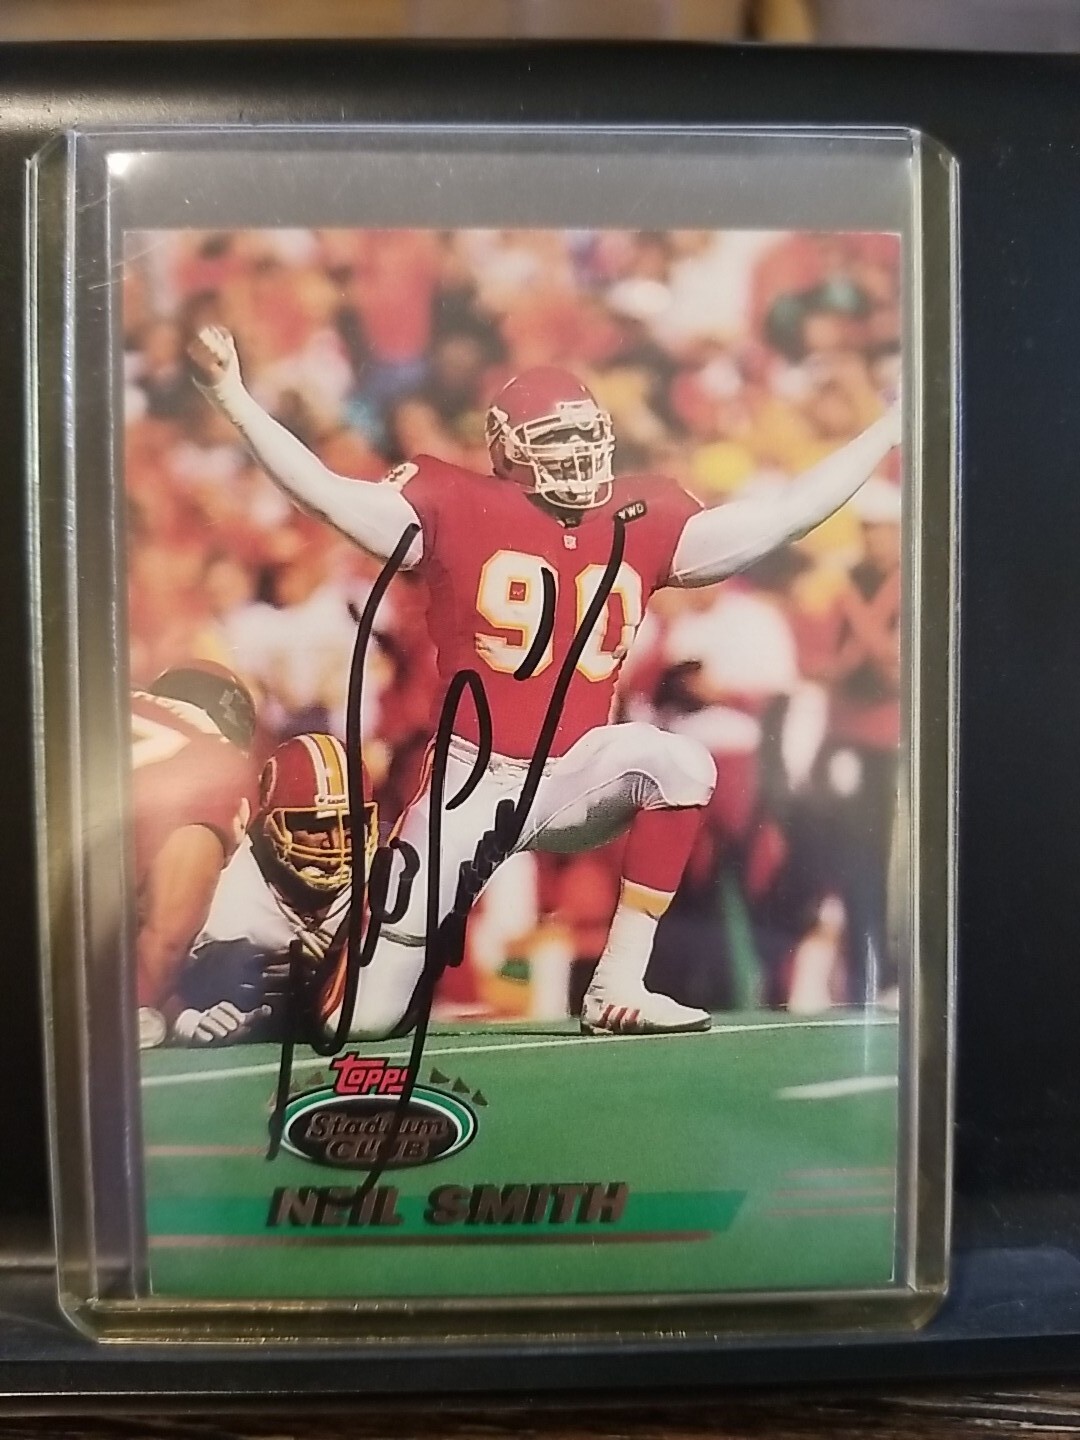 WWD
90
Topps
Stadium
CLUB
NEIL SMITH